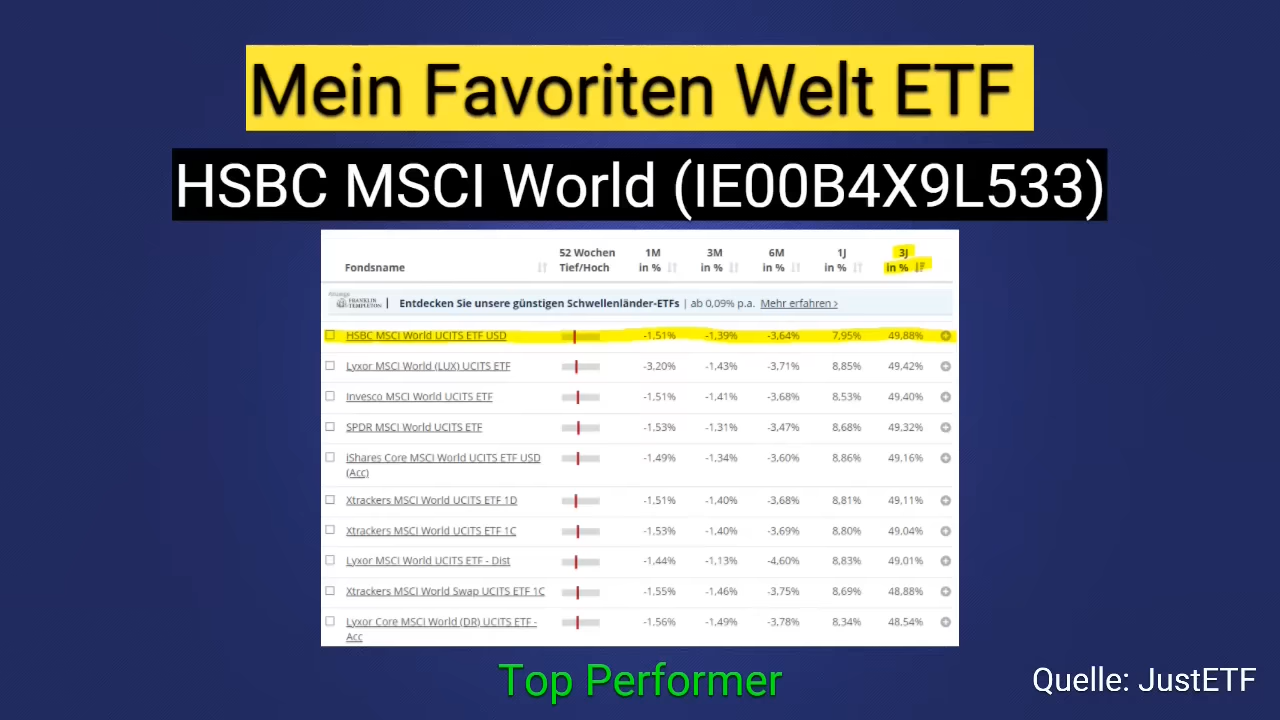 Mein Favoriten Welt ETF
HSBC MSCI World (IE00B4X9L533)
Fondsname 52 Wochen Tief/Hoch 1M in % 3M in % 6M in % 1J in % 3J in %
Anzeige FRANKLIN TEMPLETON Entdecken Sie unsere günstigen Schwellenländer-ETFs | ab 0,09% p.a. Mehr erfahren >
HSBC MSCI World UCITS ETF USD -1,51% -1,39% -3,64% 7,95% 49,88%
Lyxor MSCI World (LUX) UCITS ETF -3,20% -1,43% -3,71% 8,85% 49,42%
Invesco MSCI World UCITS ETF -1,51% -1,41% -3,68% 8,53% 49,40%
SPDR MSCI World UCITS ETF -1,53% -1,31% -3,47% 8,68% 49,32%
iShares Core MSCI World UCITS ETF USD (Acc) -1,49% -1,34% -3,60% 8,86% 49,16%
Xtrackers MSCI World UCITS ETF 1D -1,51% -1,40% -3,68% 8,81% 49,11%
Xtrackers MSCI World UCITS ETF 1C -1,53% -1,40% -3,69% 8,80% 49,04%
Lyxor MSCI World UCITS ETF - Dist -1,44% -1,13% -4,60% 8,83% 49,01%
Xtrackers MSCI World Swap UCITS ETF 1C -1,55% -1,46% -3,75% 8,69% 48,88%
Lyxor Core MSCI World (DR) UCITS ETF - Acc -1,56% -1,49% -3,78% 8,34% 48,54%
Top Performer
Quelle: JustETF